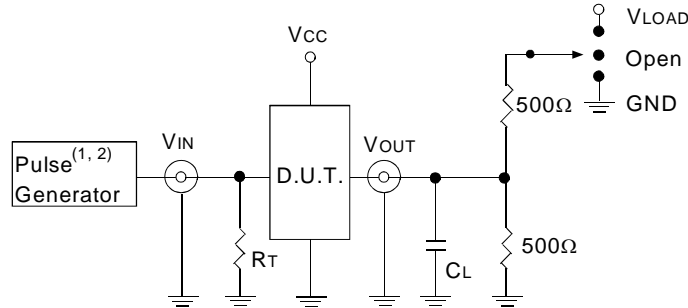 VLOAD
VCC
Open
500Ω
GND
VIN
VOUT
Pulse(1, 2)
Generator
D.U.T.
RT
CL
500Ω